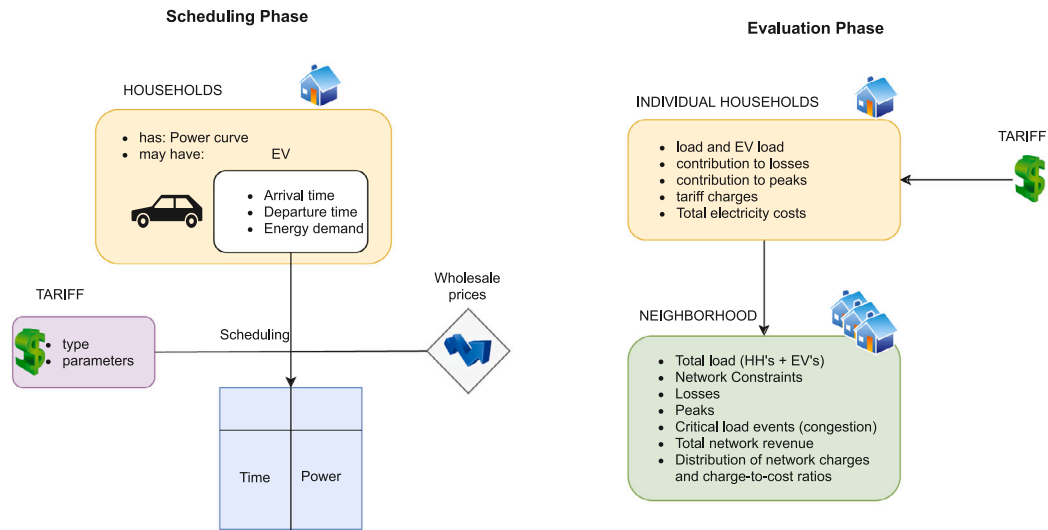 Scheduling Phase
HOUSEHOLDS
• has: Power curve
• may have: EV
• Arrival time
• Departure time
• Energy demand
TARIFF
• type
• parameters
Scheduling
Wholesale
prices
Time
Power
Evaluation Phase
INDIVIDUAL HOUSEHOLDS
• load and EV load
• contribution to losses
• contribution to peaks
• tariff charges
• Total electricity costs
TARIFF
NEIGHBORHOOD
• Total load (HH's + EV's)
• Network Constraints
• Losses
• Peaks
• Critical load events (congestion)
• Total network revenue
• Distribution of network charges
and charge-to-cost ratios